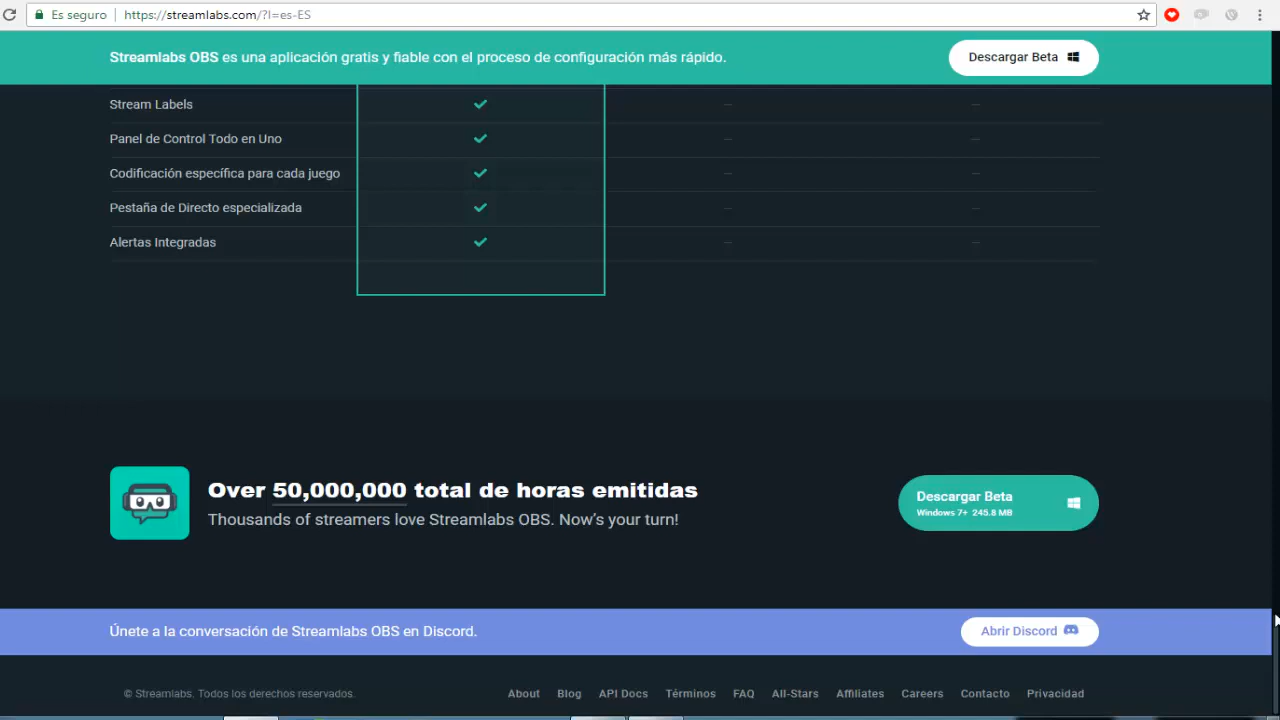 Es seguro https://streamlabs.com/?l=es-ES
Streamlabs OBS es una aplicación gratis y fiable con el proceso de configuración más rápido.
Descargar Beta
Stream Labels — —
Panel de Control Todo en Uno — —
Codificación específica para cada juego — —
Pestaña de Directo especializada — —
Alertas Integradas — —
Over 50,000,000 total de horas emitidas
Thousands of streamers love Streamlabs OBS. Now's your turn!
Descargar Beta
Windows 7+ 245.8 MB
Únete a la conversación de Streamlabs OBS en Discord.
Abrir Discord
© Streamlabs. Todos los derechos reservados.
About Blog API Docs Términos FAQ All-Stars Affiliates Careers Contacto Privacidad